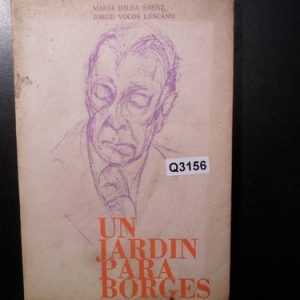 MARIA HILDA SAENZ
JORGE VOCOS LESCANO
Q3156
UN
JARDIN
PARA
BORGES